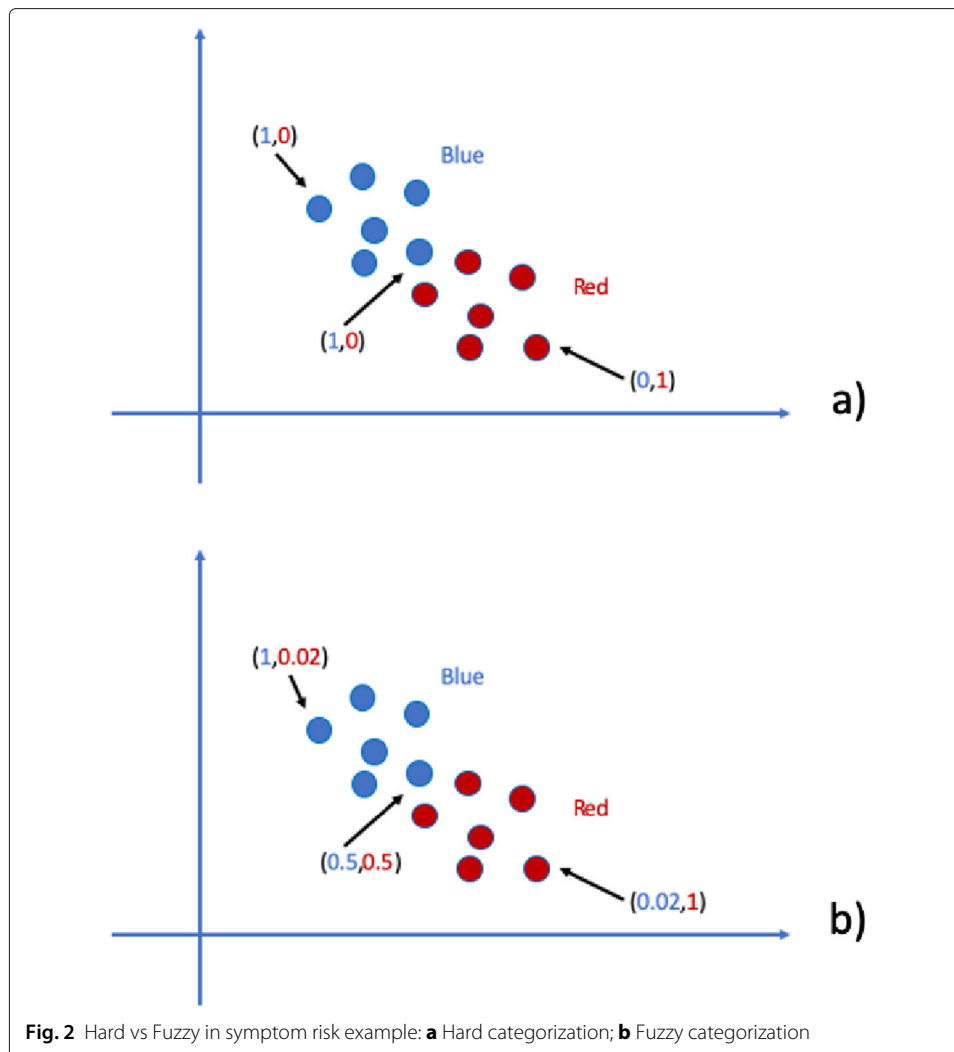 (1,0)
Blue
Red
(1,0)
(0,1)
a)
(1,0.02)
Blue
Red
(0.5,0.5)
(0.02,1)
b)
Fig. 2 Hard vs Fuzzy in symptom risk example: a Hard categorization; b Fuzzy categorization